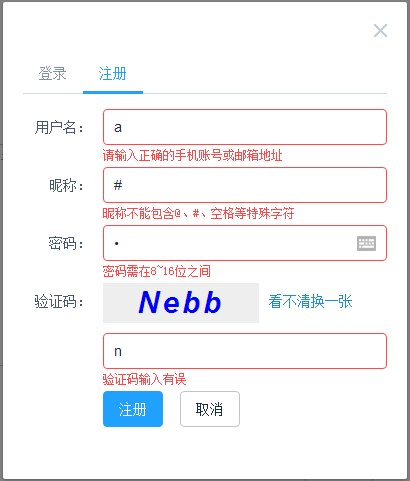 登录 注册
用户名： a
请输入正确的手机账号或邮箱地址
昵称： #
昵称不能包含@、#、空格等特殊字符
密码： •
密码需在8~16位之间
验证码： Nebb 看不清换一张
n
验证码输入有误
注册 取消